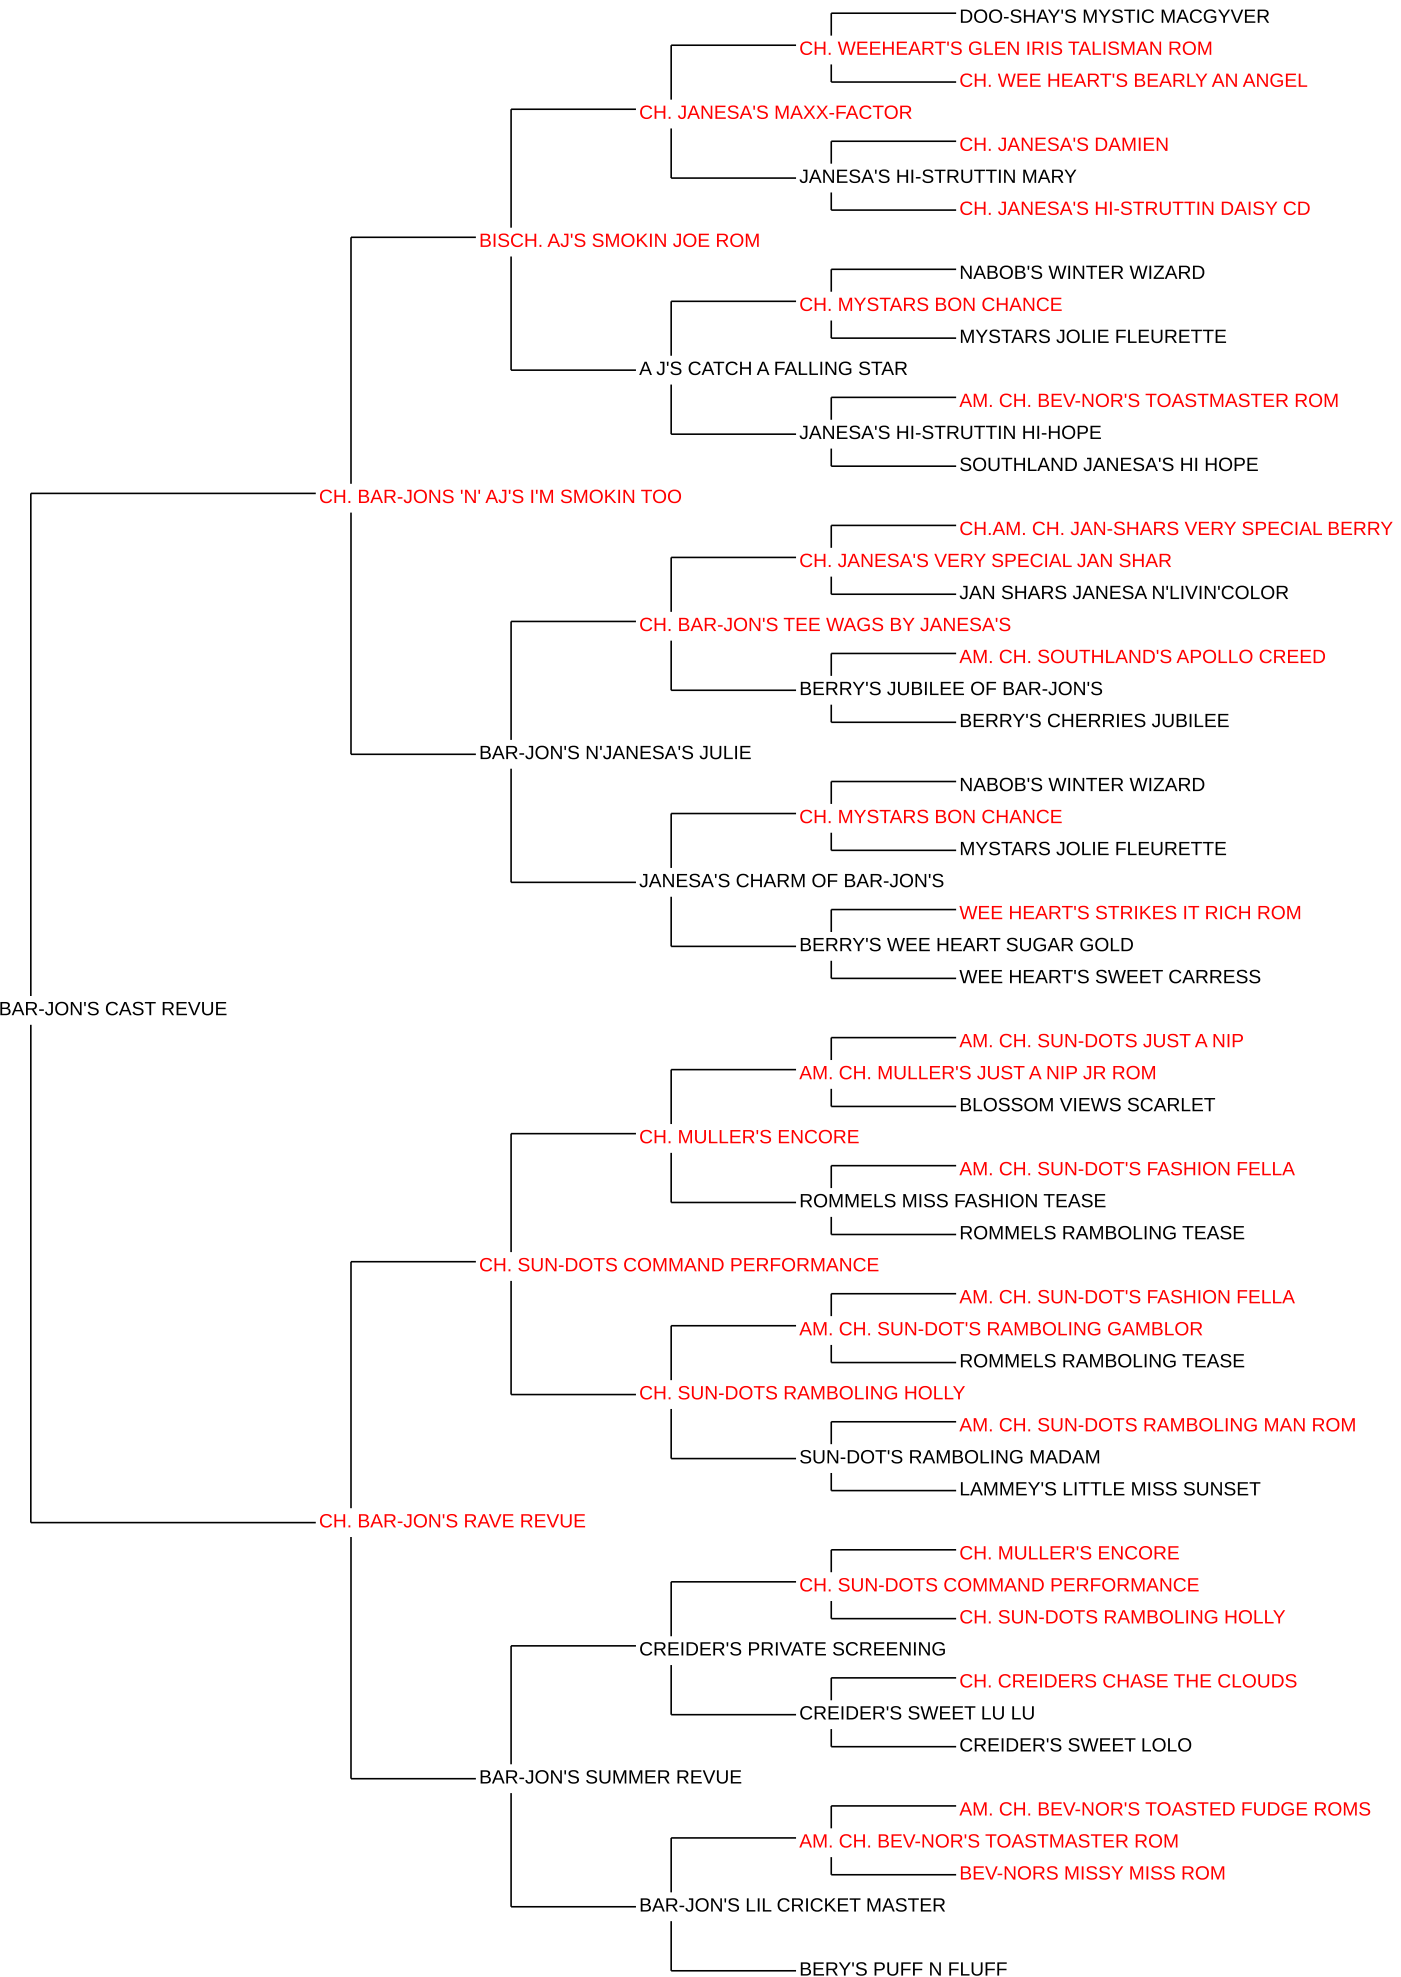 DOO-SHAY'S MYSTIC MACGYVER
CH. WEEHEART'S GLEN IRIS TALISMAN ROM
CH. WEE HEART'S BEARLY AN ANGEL
CH. JANESA'S MAXX-FACTOR
CH. JANESA'S DAMIEN
JANESA'S HI-STRUTTIN MARY
CH. JANESA'S HI-STRUTTIN DAISY CD
BISCH. AJ'S SMOKIN JOE ROM
NABOB'S WINTER WIZARD
CH. MYSTARS BON CHANCE
MYSTARS JOLIE FLEURETTE
A J'S CATCH A FALLING STAR
AM. CH. BEV-NOR'S TOASTMASTER ROM
JANESA'S HI-STRUTTIN HI-HOPE
SOUTHLAND JANESA'S HI HOPE
CH. BAR-JONS 'N' AJ'S I'M SMOKIN TOO
CH.AM. CH. JAN-SHARS VERY SPECIAL BERRY
CH. JANESA'S VERY SPECIAL JAN SHAR
JAN SHARS JANESA N'LIVIN'COLOR
CH. BAR-JON'S TEE WAGS BY JANESA'S
AM. CH. SOUTHLAND'S APOLLO CREED
BERRY'S JUBILEE OF BAR-JON'S
BERRY'S CHERRIES JUBILEE
BAR-JON'S N'JANESA'S JULIE
NABOB'S WINTER WIZARD
CH. MYSTARS BON CHANCE
MYSTARS JOLIE FLEURETTE
JANESA'S CHARM OF BAR-JON'S
WEE HEART'S STRIKES IT RICH ROM
BERRY'S WEE HEART SUGAR GOLD
WEE HEART'S SWEET CARRESS
BAR-JON'S CAST REVUE
AM. CH. SUN-DOTS JUST A NIP
AM. CH. MULLER'S JUST A NIP JR ROM
BLOSSOM VIEWS SCARLET
CH. MULLER'S ENCORE
AM. CH. SUN-DOT'S FASHION FELLA
ROMMELS MISS FASHION TEASE
ROMMELS RAMBOLING TEASE
CH. SUN-DOTS COMMAND PERFORMANCE
AM. CH. SUN-DOT'S FASHION FELLA
AM. CH. SUN-DOT'S RAMBOLING GAMBLOR
ROMMELS RAMBOLING TEASE
CH. SUN-DOTS RAMBOLING HOLLY
AM. CH. SUN-DOTS RAMBOLING MAN ROM
SUN-DOT'S RAMBOLING MADAM
LAMMEY'S LITTLE MISS SUNSET
CH. BAR-JON'S RAVE REVUE
CH. MULLER'S ENCORE
CH. SUN-DOTS COMMAND PERFORMANCE
CH. SUN-DOTS RAMBOLING HOLLY
CREIDER'S PRIVATE SCREENING
CH. CREIDERS CHASE THE CLOUDS
CREIDER'S SWEET LU LU
CREIDER'S SWEET LOLO
BAR-JON'S SUMMER REVUE
AM. CH. BEV-NOR'S TOASTED FUDGE ROMS
AM. CH. BEV-NOR'S TOASTMASTER ROM
BEV-NORS MISSY MISS ROM
BAR-JON'S LIL CRICKET MASTER
BERY'S PUFF N FLUFF